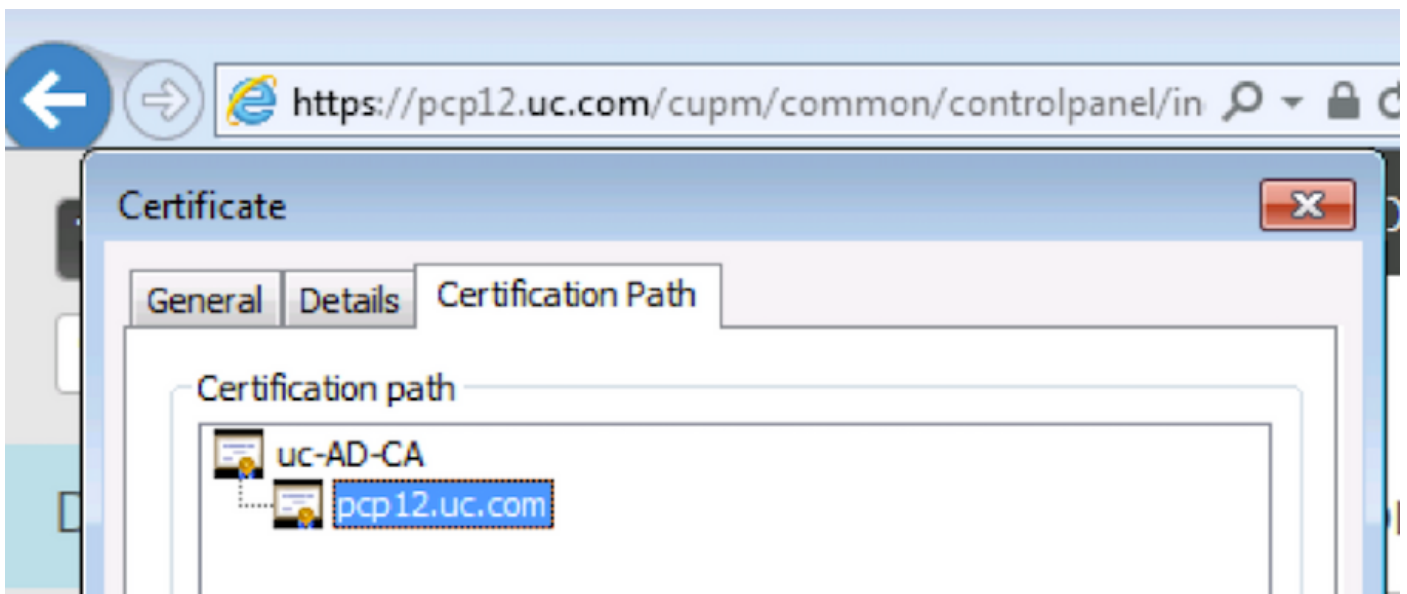 https://pcp12.uc.com/cupm/common/controlpanel/in
Certificate
General Details Certification Path
Certification path
uc-AD-CA
pcp12.uc.com